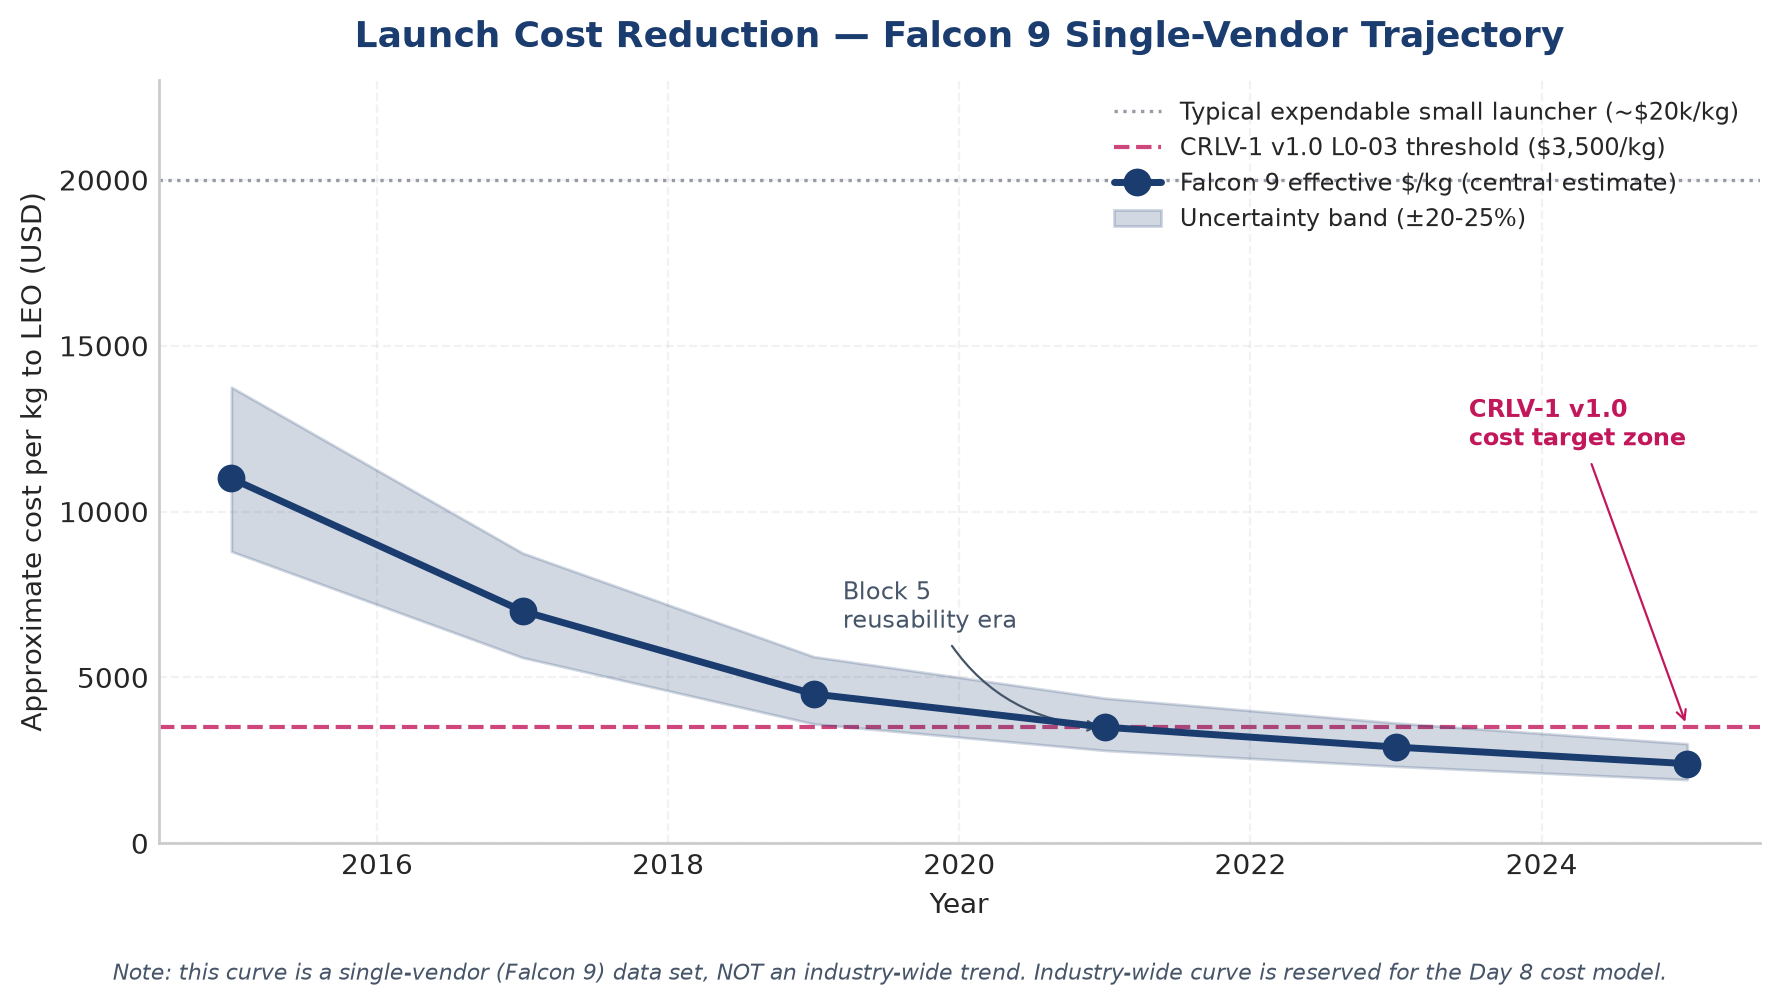 Launch Cost Reduction — Falcon 9 Single-Vendor Trajectory
Typical expendable small launcher (~$20k/kg)
CRLV-1 v1.0 L0-03 threshold ($3,500/kg)
Falcon 9 effective $/kg (central estimate)
Uncertainty band (±20-25%)
Approximate cost per kg to LEO (USD)
20000
15000
10000
5000
0
CRLV-1 v1.0
cost target zone
Block 5
reusability era
2016
2018
2020
2022
2024
Year
Note: this curve is a single-vendor (Falcon 9) data set, NOT an industry-wide trend. Industry-wide curve is reserved for the Day 8 cost model.